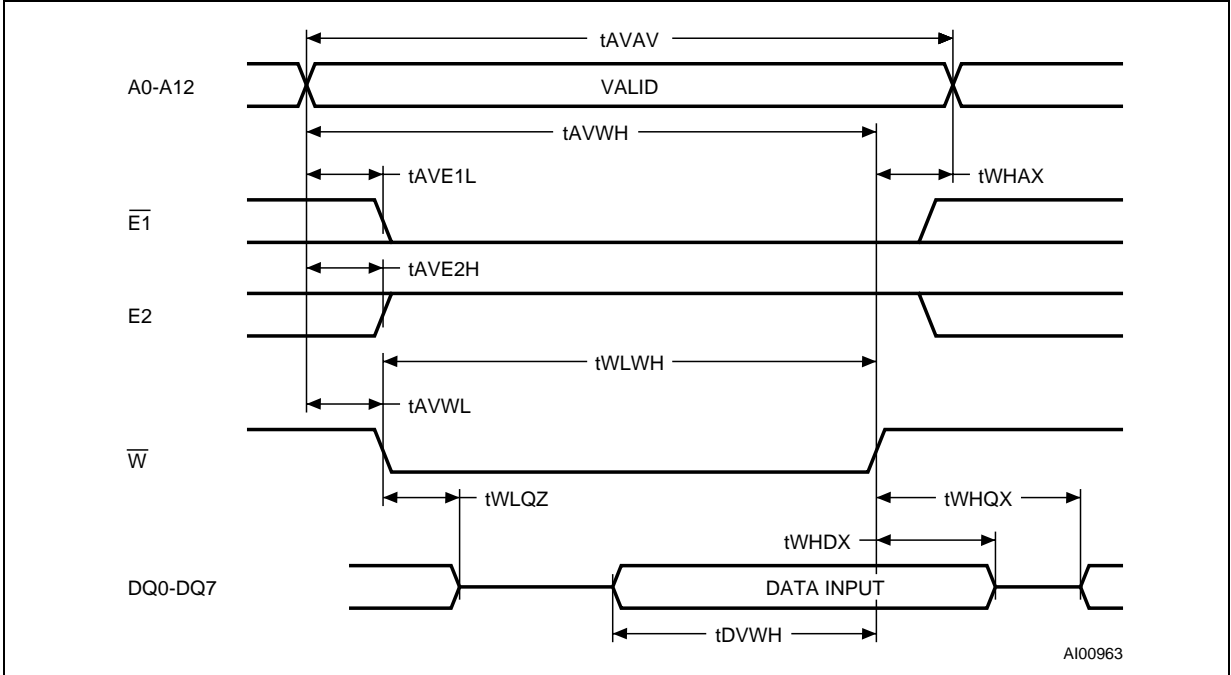 tAVAV
A0-A12
VALID
tAVWH
tAVE1L
tWHAX
E1
tAVE2H
E2
tWLWH
tAVWL
W
tWLQZ
tWHQX
tWHDX
DQ0-DQ7
DATA INPUT
tDVWH
AI00963